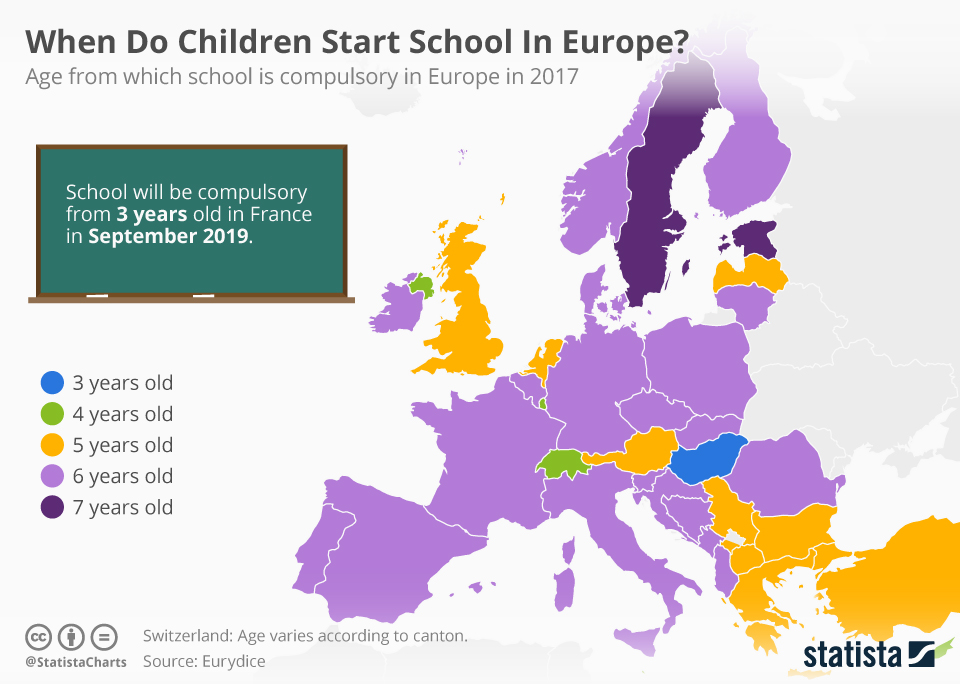 When Do Children Start School In Europe?
Age from which school is compulsory in Europe in 2017
School will be compulsory
from 3 years old in France
in September 2019.
3 years old
4 years old
5 years old
6 years old
7 years old
cc
@StatistaCharts
Switzerland: Age varies according to canton.
Source: Eurydice
statista